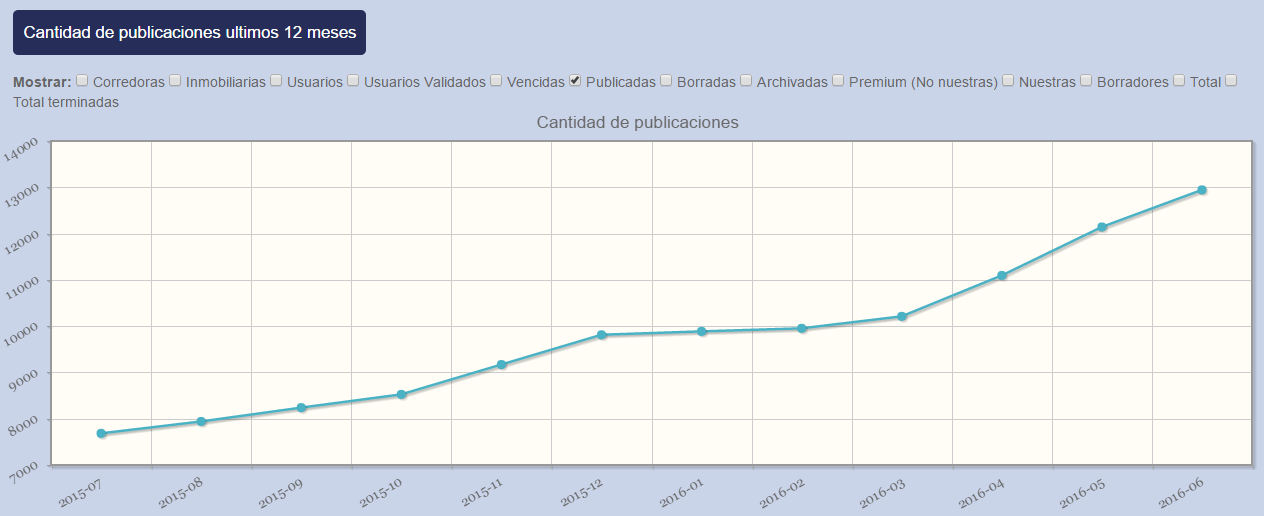 Cantidad de publicaciones ultimos 12 meses
Mostrar: Corredoras Inmobiliarias Usuarios Usuarios Validados Vencidas Publicadas Borradas Archivadas Premium (No nuestras) Nuestras Borradores Total
Total terminadas
Cantidad de publicaciones
14000
13000
12000
11000
10000
9000
8000
7000
2015-07 2015-08 2015-09 2015-10 2015-11 2015-12 2016-01 2016-02 2016-03 2016-04 2016-05 2016-06